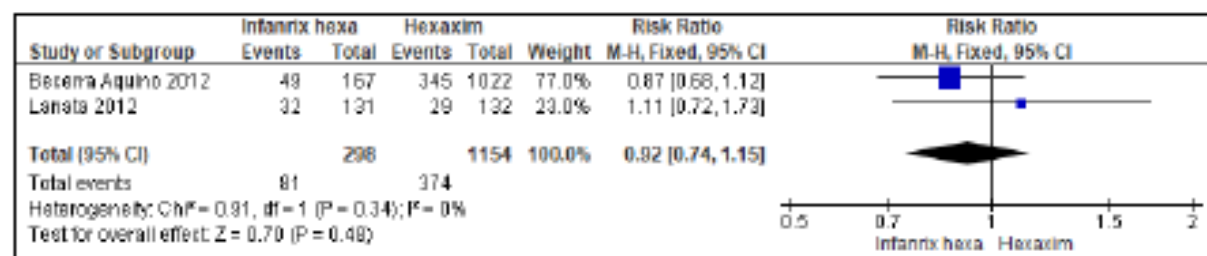 Infanrix hexa Hexaxim Risk Ratio Risk Ratio
Study or Subgroup Events Total Events Total Weight M-H, Fixed, 95% CI M-H, Fixed, 95% CI
Becerra Aquino 2012 49 167 345 1022 77.0% 0.87 [0.68, 1.12]
Lanata 2012 32 131 29 132 23.0% 1.11 [0.72, 1.73]
Total (95% CI) 298 1154 100.0% 0.92 [0.74, 1.15]
Total events 81 374
Heterogeneity: Chi² = 0.91, df = 1 (P = 0.34); I² = 0%
Test for overall effect: Z = 0.70 (P = 0.48)
0.5 0.7 1 1.5 2
Infanrix hexa Hexaxim